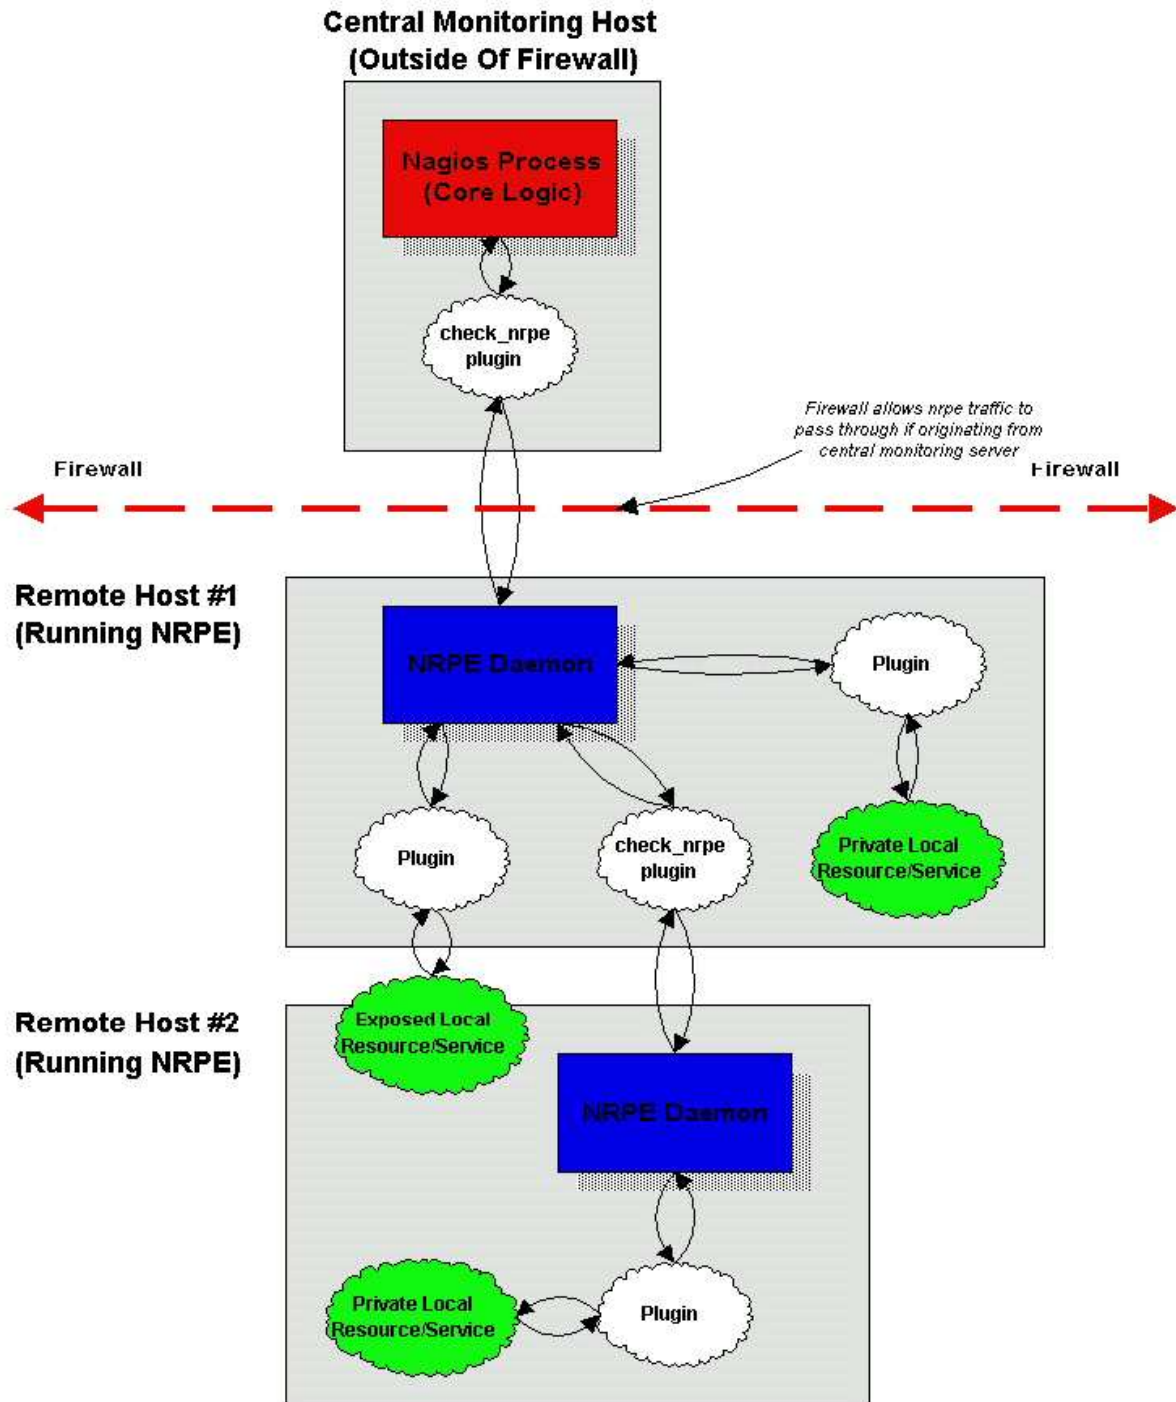 Central Monitoring Host
(Outside Of Firewall)
Nagios Process
(Core Logic)
check_nrpe
plugin
Firewall allows nrpe traffic to
pass through if originating from
central monitoring server
Firewall
Firewall
Remote Host #1
(Running NRPE)
NRPE Daemon
Plugin
Plugin
check_nrpe
plugin
Private Local
Resource/Service
Remote Host #2
(Running NRPE)
Exposed Local
Resource/Service
NRPE Daemon
Private Local
Resource/Service
Plugin